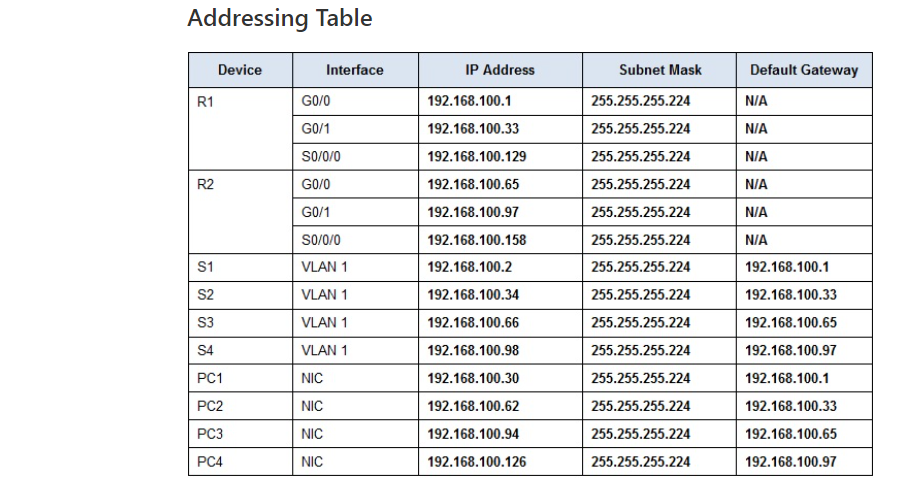 Addressing Table
Device Interface IP Address Subnet Mask Default Gateway
R1 G0/0 192.168.100.1 255.255.255.224 N/A
G0/1 192.168.100.33 255.255.255.224 N/A
S0/0/0 192.168.100.129 255.255.255.224 N/A
R2 G0/0 192.168.100.65 255.255.255.224 N/A
G0/1 192.168.100.97 255.255.255.224 N/A
S0/0/0 192.168.100.158 255.255.255.224 N/A
S1 VLAN 1 192.168.100.2 255.255.255.224 192.168.100.1
S2 VLAN 1 192.168.100.34 255.255.255.224 192.168.100.33
S3 VLAN 1 192.168.100.66 255.255.255.224 192.168.100.65
S4 VLAN 1 192.168.100.98 255.255.255.224 192.168.100.97
PC1 NIC 192.168.100.30 255.255.255.224 192.168.100.1
PC2 NIC 192.168.100.62 255.255.255.224 192.168.100.33
PC3 NIC 192.168.100.94 255.255.255.224 192.168.100.65
PC4 NIC 192.168.100.126 255.255.255.224 192.168.100.97